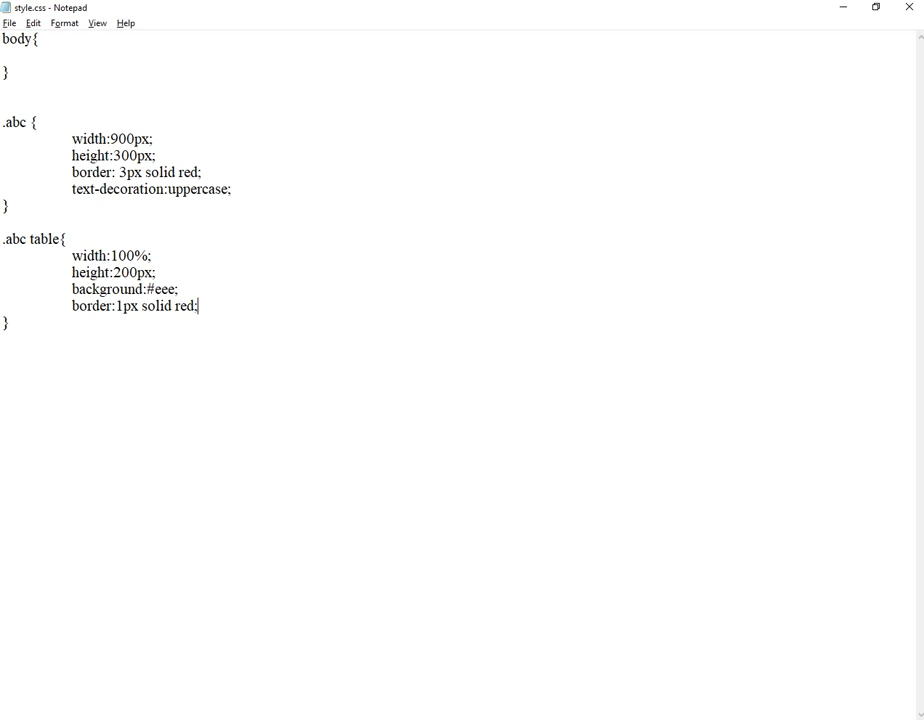 style.css - Notepad
File Edit Format View Help
body{
}
.abc {
width:900px;
height:300px;
border: 3px solid red;
text-decoration:uppercase;
}
.abc table{
width:100%;
height:200px;
background:#eee;
border:1px solid red;
}